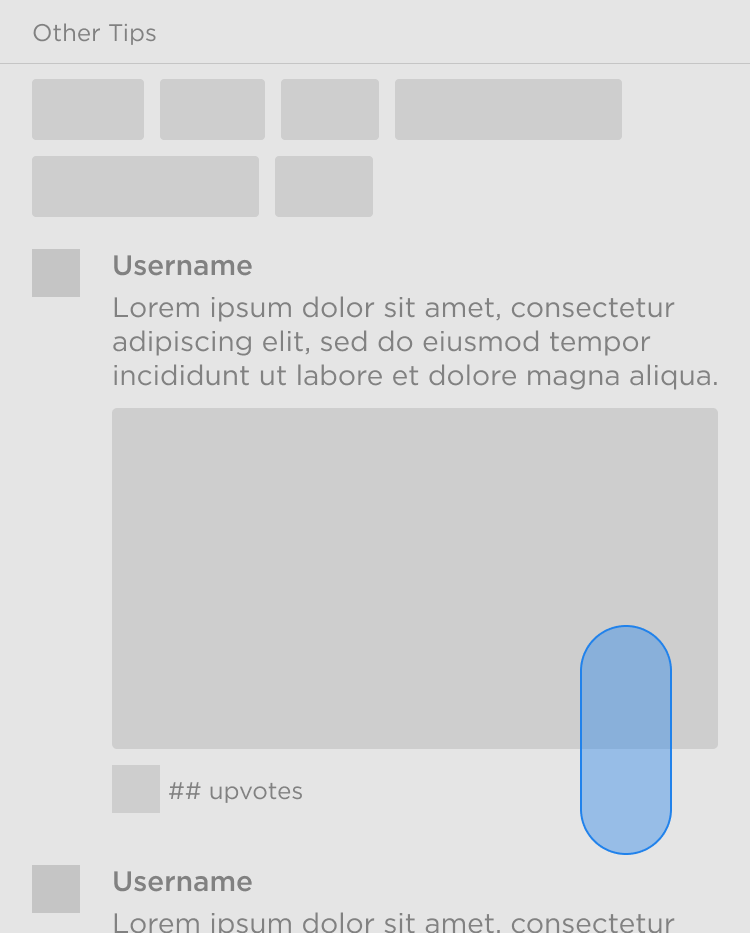 Other Tips
Username
Lorem ipsum dolor sit amet, consectetur
adipiscing elit, sed do eiusmod tempor
incididunt ut labore et dolore magna aliqua.
## upvotes
Username
Lorem ipsum dolor sit amet, consectetur